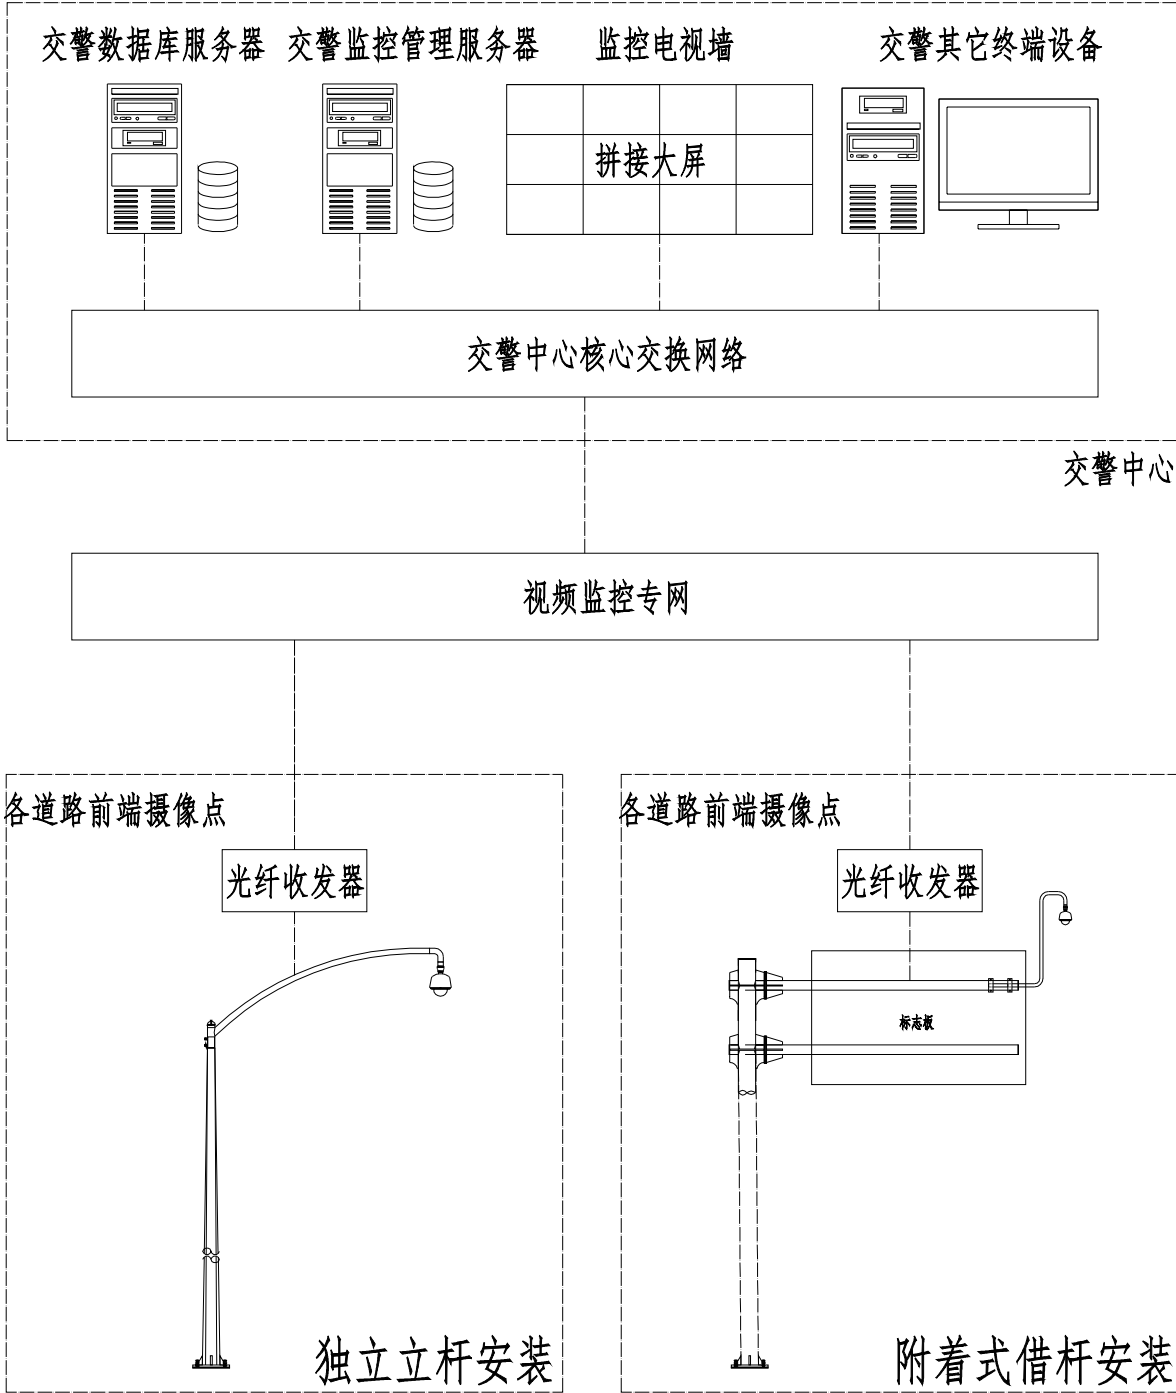 交警数据库服务器
交警监控管理服务器
监控电视墙
交警其它终端设备
拼接大屏
交警中心核心交换网络
交警中心
视频监控专网
各道路前端摄像点
各道路前端摄像点
光纤收发器
光纤收发器
标志板
独立立杆安装
附着式借杆安装